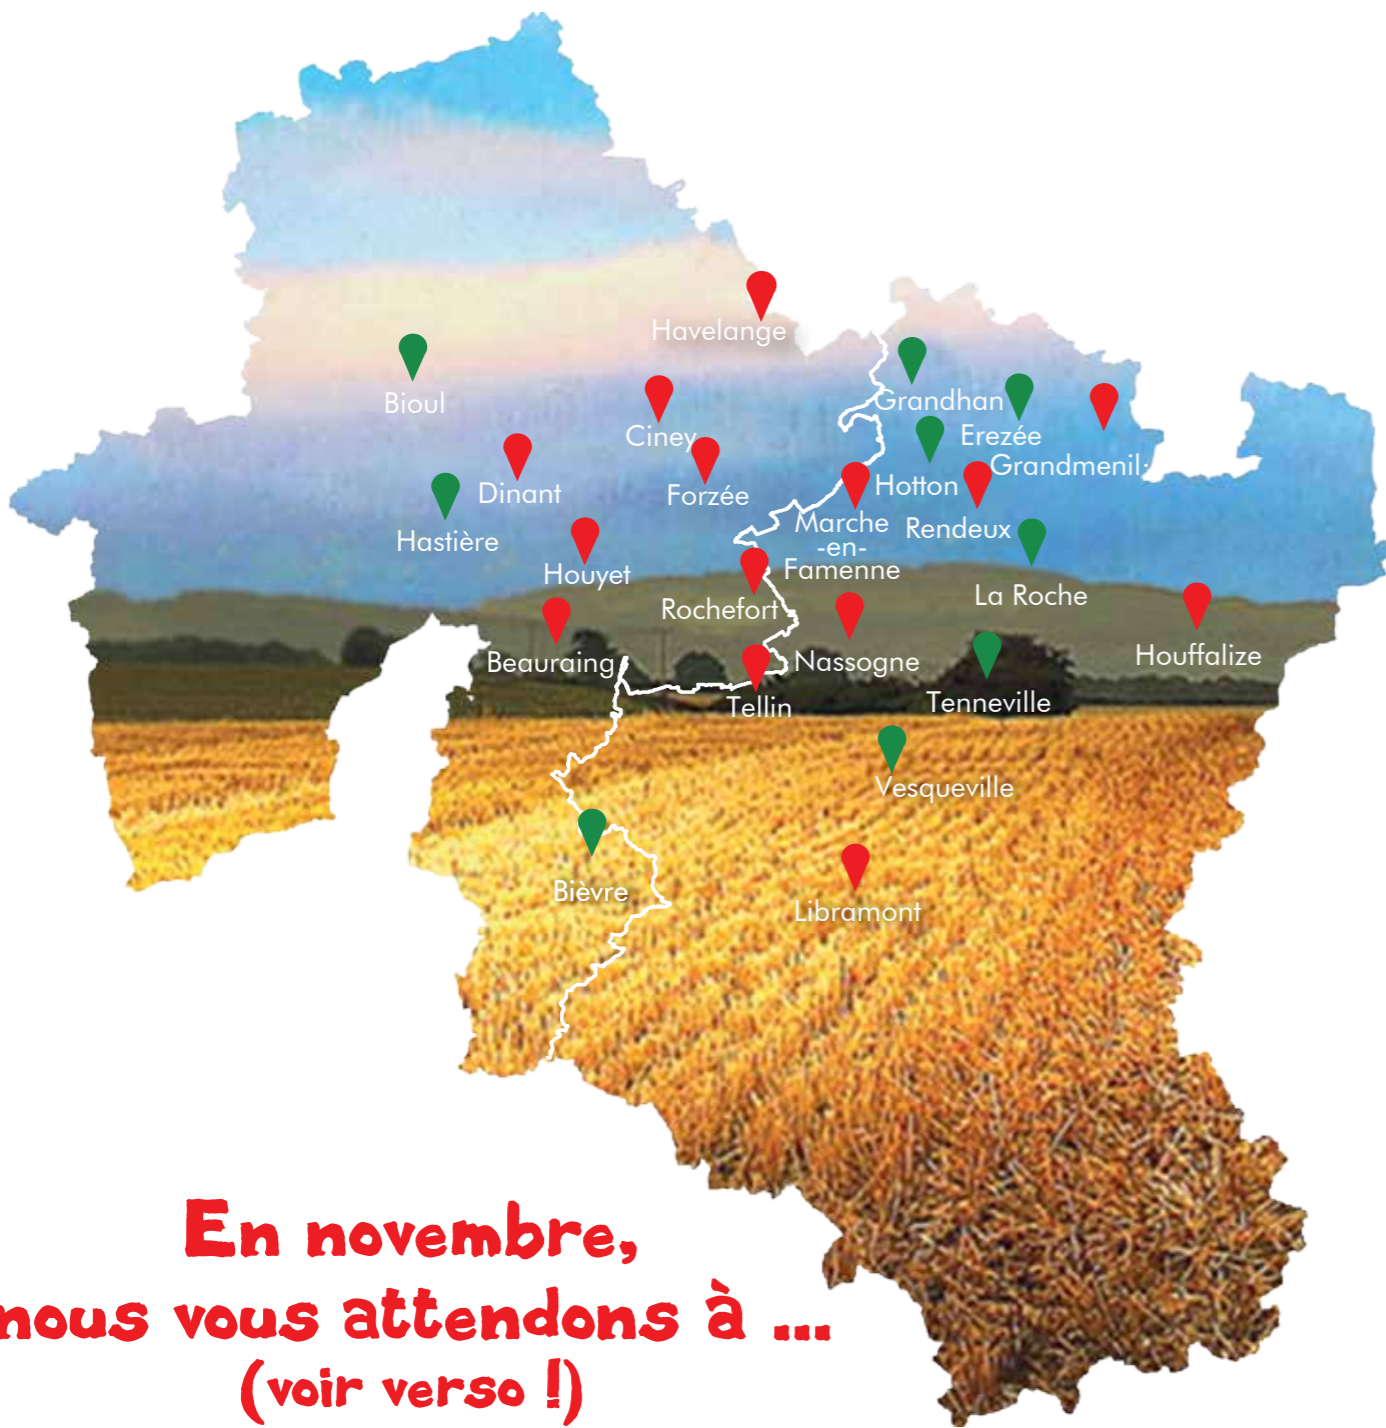 Havelange
Bioul
Grandhan
Ciney
Erezée
Grandmenil
Dinant
Forzée
Hotton
Hastière
Marche
-en-
Famenne
Rendeux
Houyet
La Roche
Rochefort
Beauraing
Nassogne
Houffalize
Tellin
Tenneville
Vesqueville
Bièvre
Libramont
En novembre,
nous vous attendons à ...
(voir verso !)